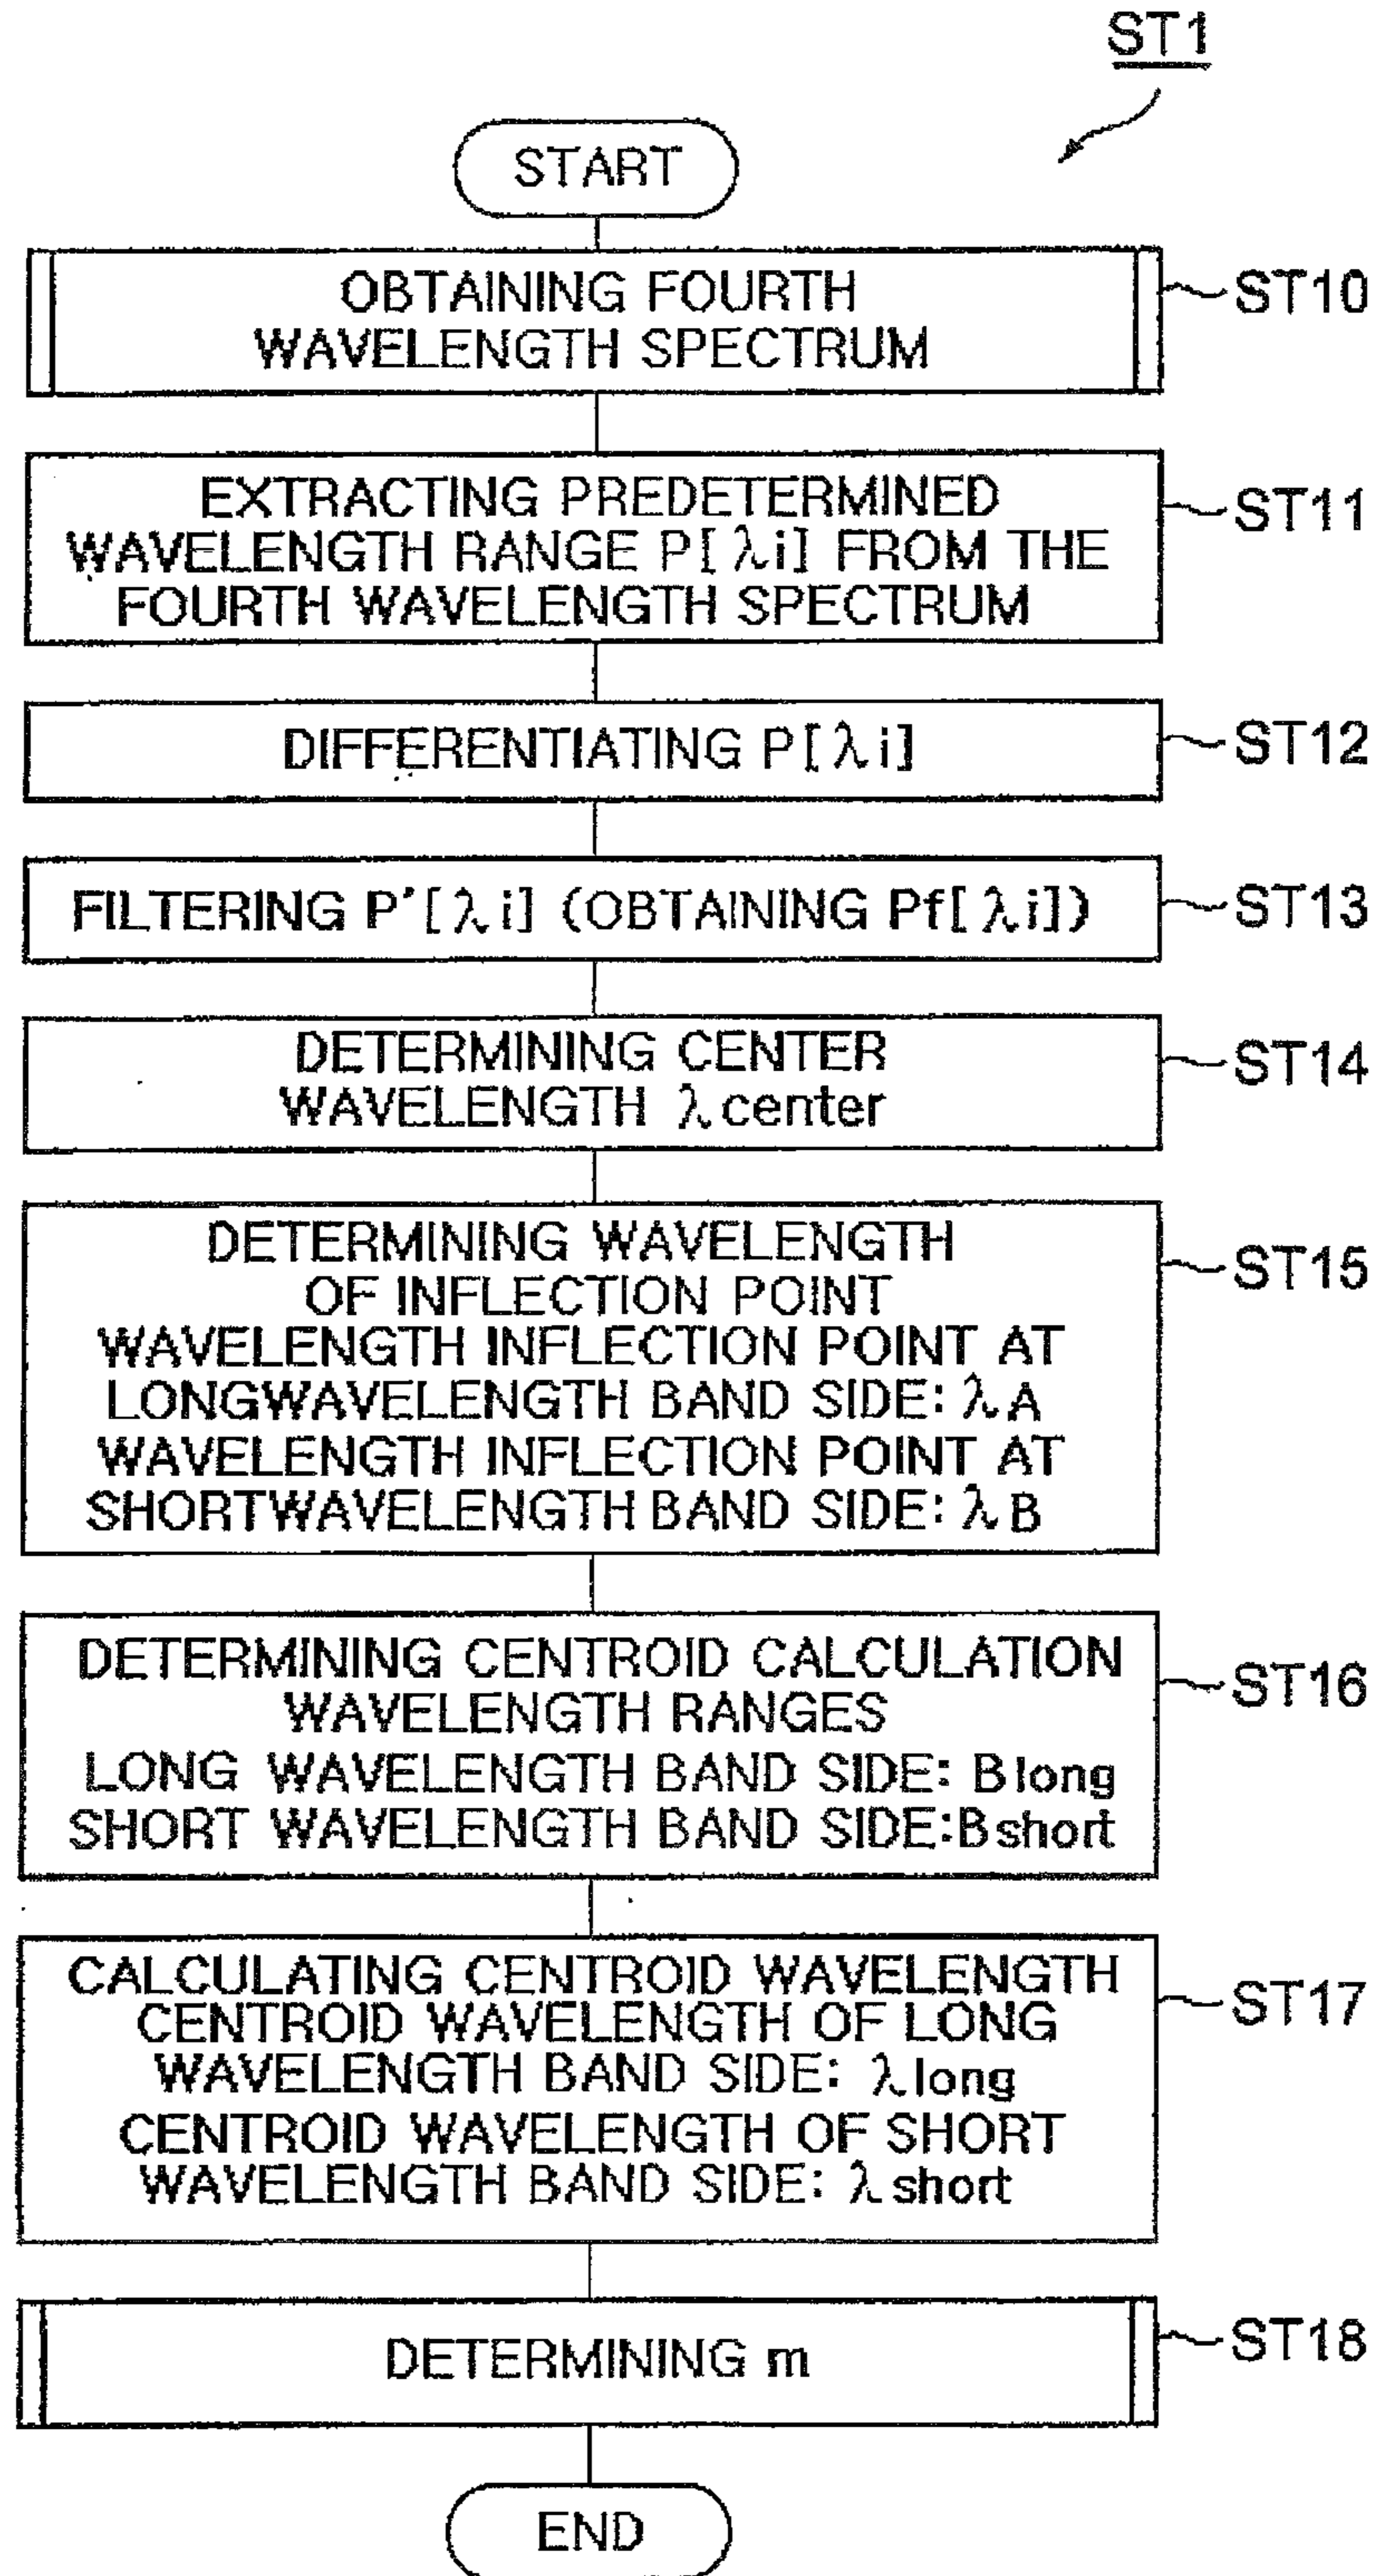 ST1
START
OBTAINING FOURTH
WAVELENGTH SPECTRUM
ST10
EXTRACTING PREDETERMINED
WAVELENGTH RANGE P[λi] FROM THE
FOURTH WAVELENGTH SPECTRUM
ST11
DIFFERENTIATING P[λi]
ST12
FILTERING P'[λi] (OBTAINING Pf[λi])
ST13
DETERMINING CENTER
WAVELENGTH λcenter
ST14
DETERMINING WAVELENGTH
OF INFLECTION POINT
WAVELENGTH INFLECTION POINT AT
LONGWAVELENGTH BAND SIDE: λA
WAVELENGTH INFLECTION POINT AT
SHORTWAVELENGTH BAND SIDE: λB
ST15
DETERMINING CENTROID CALCULATION
WAVELENGTH RANGES
LONG WAVELENGTH BAND SIDE: Blong
SHORT WAVELENGTH BAND SIDE:Bshort
ST16
CALCULATING CENTROID WAVELENGTH
CENTROID WAVELENGTH OF LONG
WAVELENGTH BAND SIDE: λlong
CENTROID WAVELENGTH OF SHORT
WAVELENGTH BAND SIDE: λshort
ST17
DETERMINING m
ST18
END